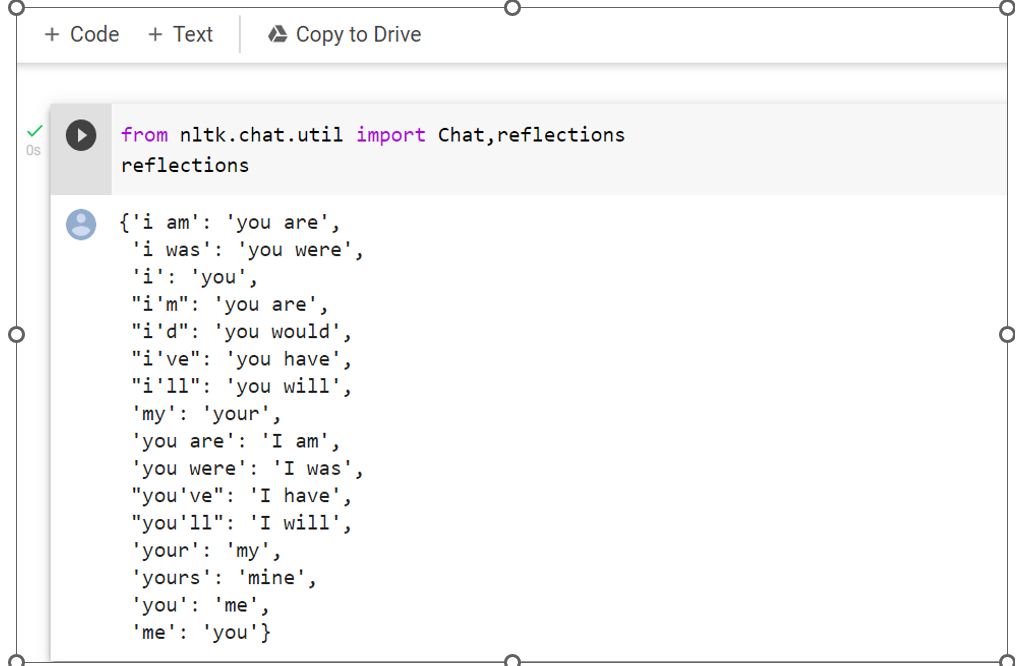 + Code + Text Copy to Drive
0s
from nltk.chat.util import Chat,reflections
reflections
{'i am': 'you are',
'i was': 'you were',
'i': 'you',
"i'm": 'you are',
"i'd": 'you would',
"i've": 'you have',
"i'll": 'you will',
'my': 'your',
'you are': 'I am',
'you were': 'I was',
"you've": 'I have',
"you'll": 'I will',
'your': 'my',
'yours': 'mine',
'you': 'me',
'me': 'you'}